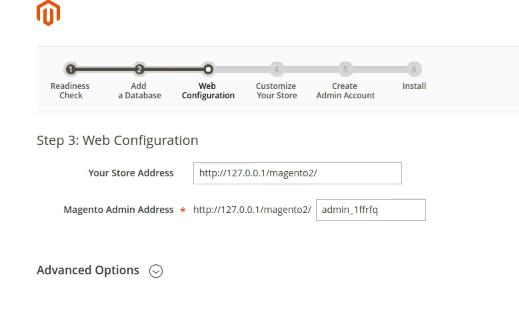 1 2 4 5 6
Readiness Add Web Customize Create Install
Check a Database Configuration Your Store Admin Account
Step 3: Web Configuration
Your Store Address http://127.0.0.1/magento2/
Magento Admin Address * http://127.0.0.1/magento2/ admin_1ffrfq
Advanced Options